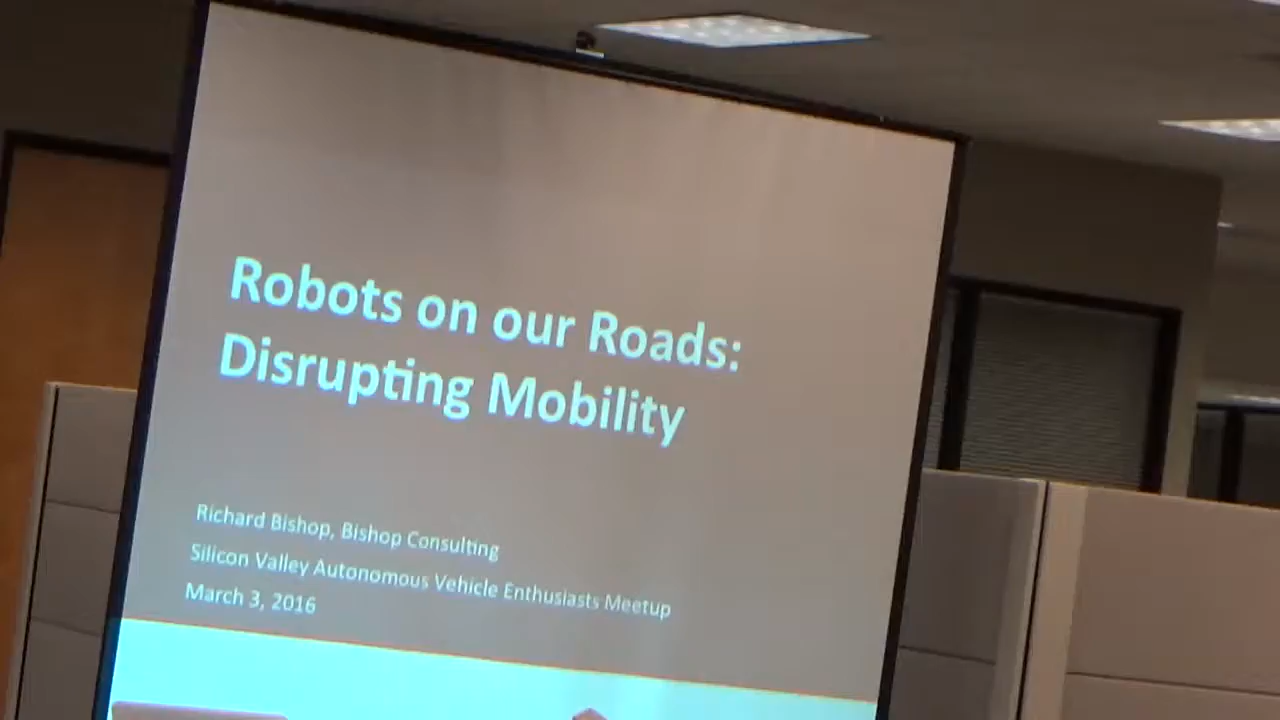 Robots on our Roads:
Disrupting Mobility
Richard Bishop, Bishop Consulting
Silicon Valley Autonomous Vehicle Enthusiasts Meetup
March 3, 2016